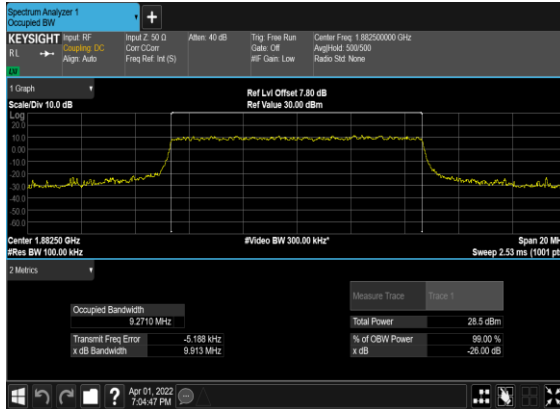 Spectrum Analyzer 1
Occupied BW
+
KEYSIGHT Input: RF Input Z: 50 Ω Atten: 40 dB Trig: Free Run Center Freq: 1.882500000 GHz
RL Coupling: DC Corr CCorr Gate: Off Avg|Hold: 500/500
Align: Auto Freq Ref: Int (S) #IF Gain: Low Radio Std: None
LU
1 Graph
Ref Lvl Offset 7.80 dB
Scale/Div 10.0 dB Ref Value 30.00 dBm
Log
20.0
10.0
0.00
-10.0
-20.0
-30.0
-40.0
-50.0
-60.0
Center 1.88250 GHz #Video BW 300.00 kHz* Span 20 MH
#Res BW 100.00 kHz Sweep 2.53 ms (1001 pt
2 Metrics
Measure Trace Trace 1
Occupied Bandwidth
9.2710 MHz
Total Power 28.5 dBm
Transmit Freq Error -5.188 kHz % of OBW Power 99.00 %
x dB Bandwidth 9.913 MHz x dB -26.00 dB
? Apr 01, 2022
7:04:47 PM